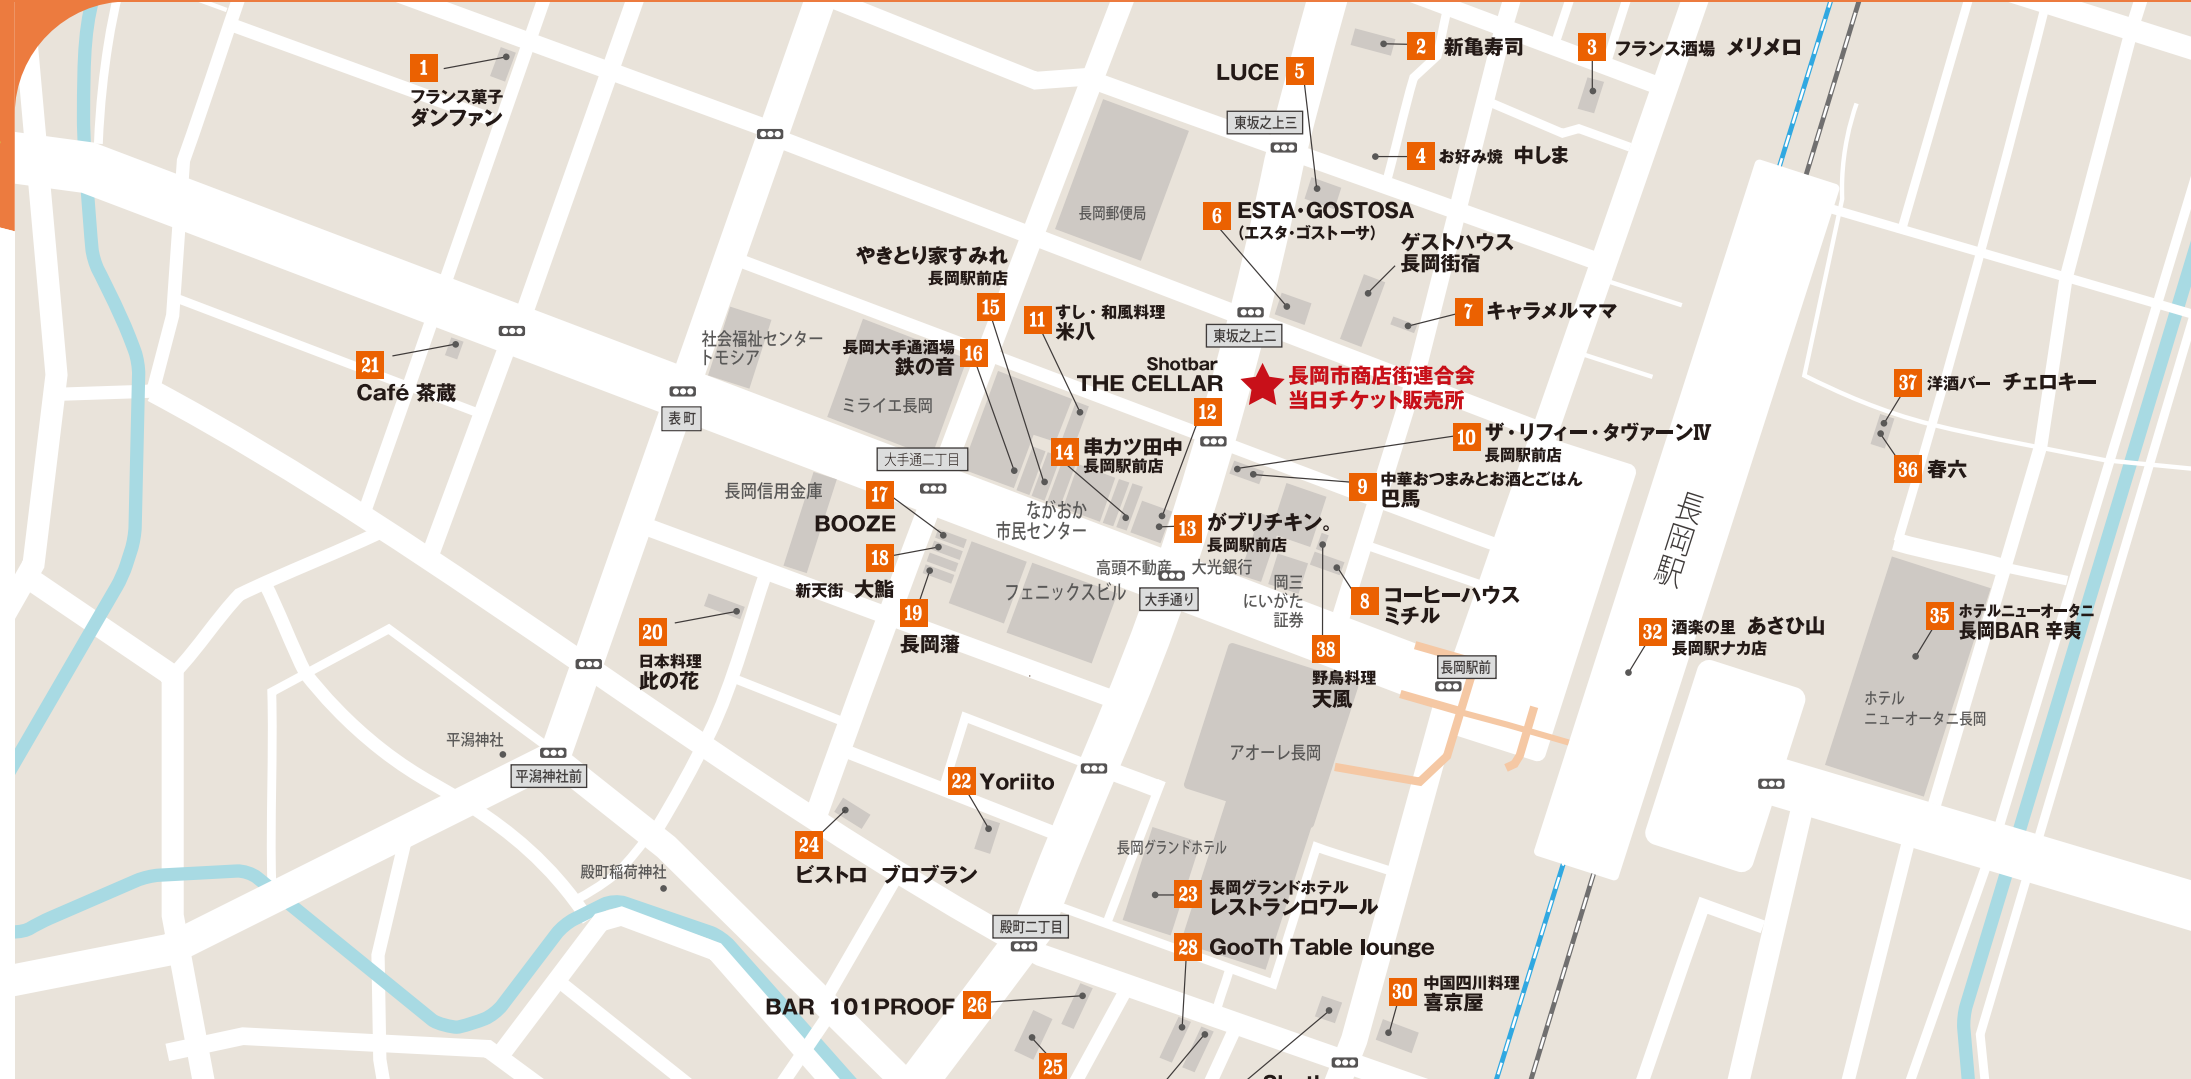 1
フランス菓子
ダンファン
2 新亀寿司
3 フランス酒場 メリメロ
LUCE 5
東坂之上三
4 お好み焼 中しま
長岡郵便局
6 ESTA・GOSTOSA
(エスタ・ゴストーサ)
ゲストハウス
長岡街宿
やきとり家すみれ
長岡駅前店
15
11 すし・和風料理
米八
7 キャラメルママ
東坂之上二
社会福祉センター
トモシア
長岡大手通酒場
鉄の音
16
21
Café 茶蔵
Shotbar
THE CELLAR
12
長岡市商店街連合会
当日チケット販売所
37 洋酒バー チェロキー
表町
ミライエ長岡
10 ザ・リフィー・タヴァーンⅣ
長岡駅前店
14 串カツ田中
長岡駅前店
大手通二丁目
36 春六
9 中華おつまみとお酒とごはん
巴馬
長岡信用金庫
17
BOOZE
ながおか
市民センター
13 がブリチキン。
長岡駅前店
長岡駅
18
新天街 大鮨
高頭不動産
大光銀行
フェニックスビル
大手通り
岡三
にいがた
証券
8 コーヒーハウス
ミチル
19
長岡藩
20
日本料理
此の花
38
野鳥料理
天風
長岡駅前
32 酒楽の里 あさひ山
長岡駅ナカ店
35 ホテルニューオータニ
長岡BAR 辛夷
ホテル
ニューオータニ長岡
平潟神社
平潟神社前
アオーレ長岡
22 Yoriito
24
ビストロ ブロブラン
長岡グランドホテル
殿町稲荷神社
23 長岡グランドホテル
レストランロワール
殿町二丁目
28 GooTh Table lounge
BAR 101PROOF 26
30 中国四川料理
喜京屋
25